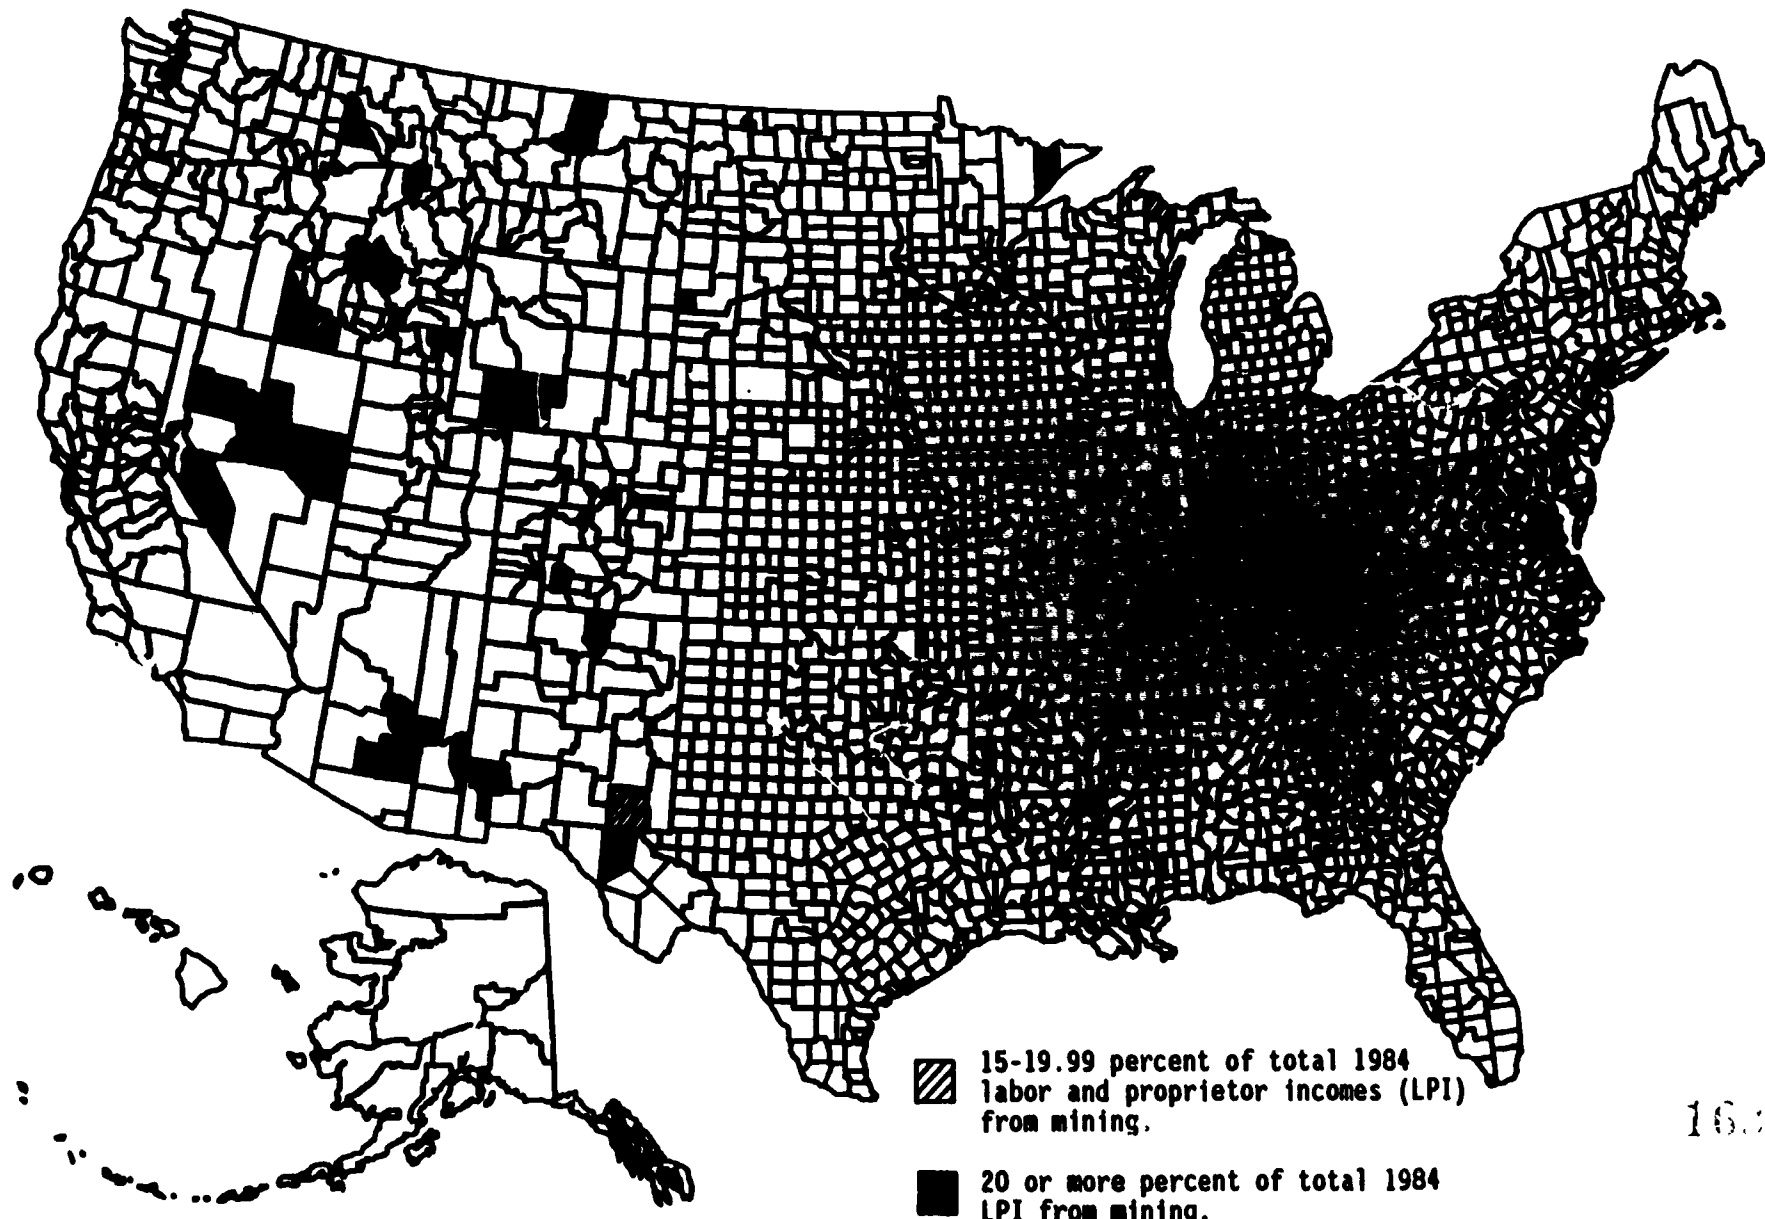 15-19.99 percent of total 1984
labor and proprietor incomes (LPI)
from mining.
20 or more percent of total 1984
LPI from mining.